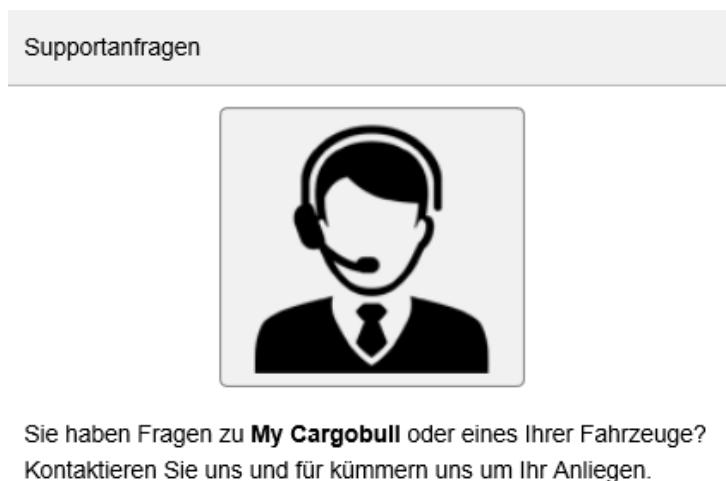 Supportanfragen
Sie haben Fragen zu My Cargobull oder eines Ihrer Fahrzeuge?
Kontaktieren Sie uns und für kümmern uns um Ihr Anliegen.